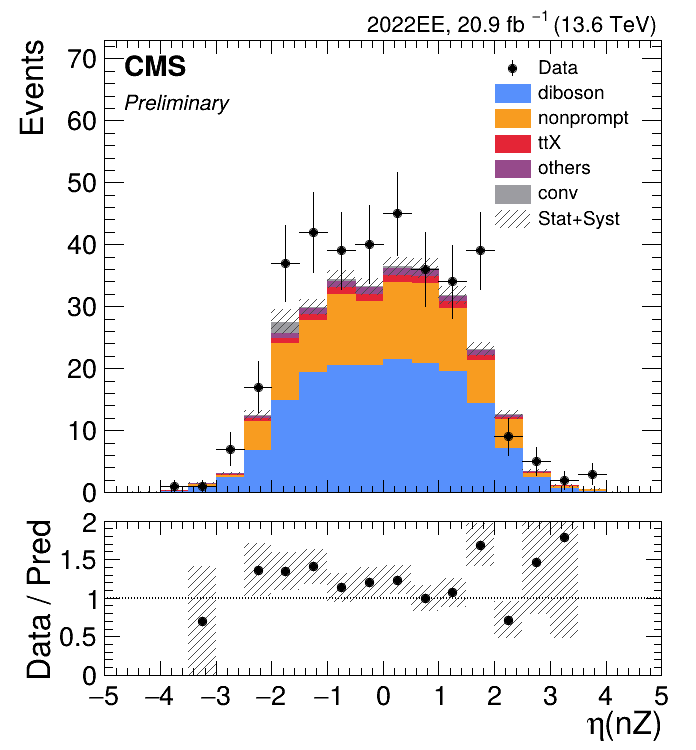 2022EE, 20.9 fb⁻¹ (13.6 TeV)
CMS
Preliminary
Events
70
60
50
40
30
20
10
0
Data
diboson
nonprompt
ttX
others
conv
Stat+Syst
Data / Pred
2
1.5
1
0.5
0
−5 −4 −3 −2 −1 0 1 2 3 4 5
η(nZ)